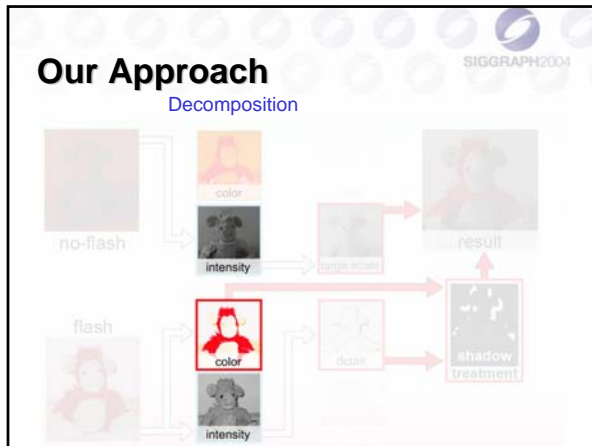 SIGGRAPH2004
Our Approach
Decomposition
color
no-flash
intensity
large-scale
result
flash
color
detail
shadow
treatment
intensity